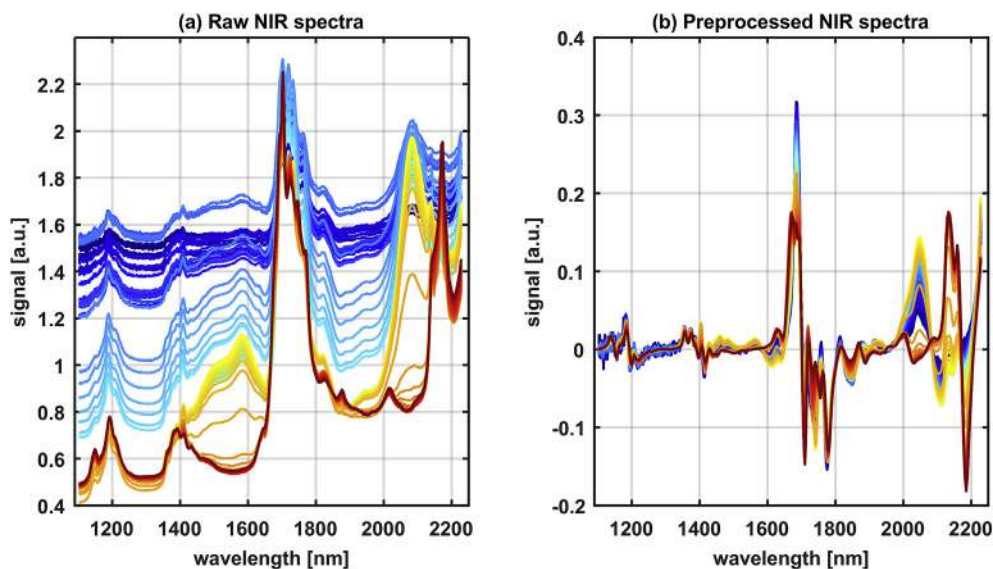 (a) Raw NIR spectra
signal [a.u.]
2.2
2
1.8
1.6
1.4
1.2
1
0.8
0.6
0.4
1200 1400 1600 1800 2000 2200
wavelength [nm]
(b) Preprocessed NIR spectra
signal [a.u.]
0.4
0.3
0.2
0.1
0
-0.1
-0.2
1200 1400 1600 1800 2000 2200
wavelength [nm]